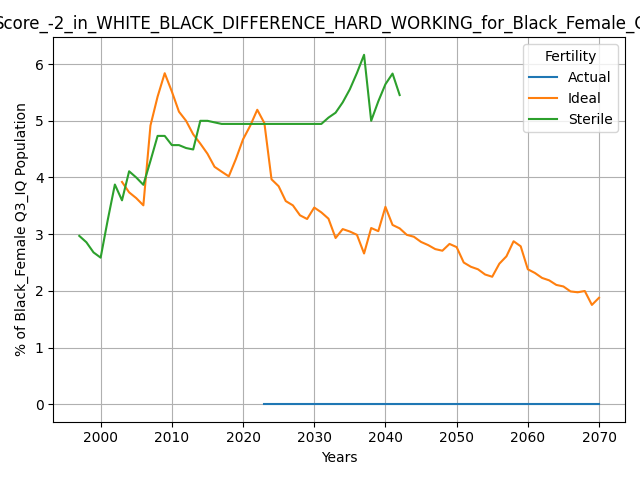 Score_-2_in_WHITE_BLACK_DIFFERENCE_HARD_WORKING_for_Black_Female_
Fertility
Actual
Ideal
Sterile
% of Black_Female Q3_IQ Population
6
5
4
3
2
1
0
2000 2010 2020 2030 2040 2050 2060 2070
Years